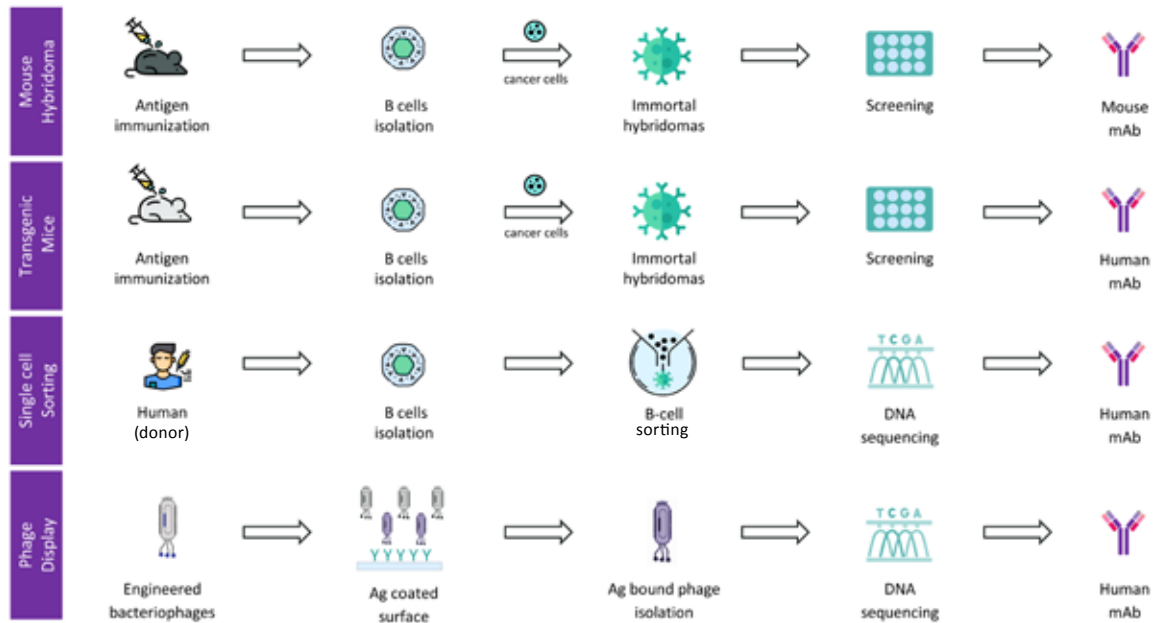 Mouse
Hybridoma
cancer cells
Antigen
immunization
B cells
isolation
Immortal
hybridomas
Screening
Mouse
mAb
Transgenic
Mice
cancer cells
Antigen
immunization
B cells
isolation
Immortal
hybridomas
Screening
Human
mAb
Single cell
Sorting
T C G A
Human
(donor)
B cells
isolation
B-cell
sorting
DNA
sequencing
Human
mAb
Phage
Display
T C G A
Engineered
bacteriophages
Ag coated
surface
Ag bound phage
isolation
DNA
sequencing
Human
mAb